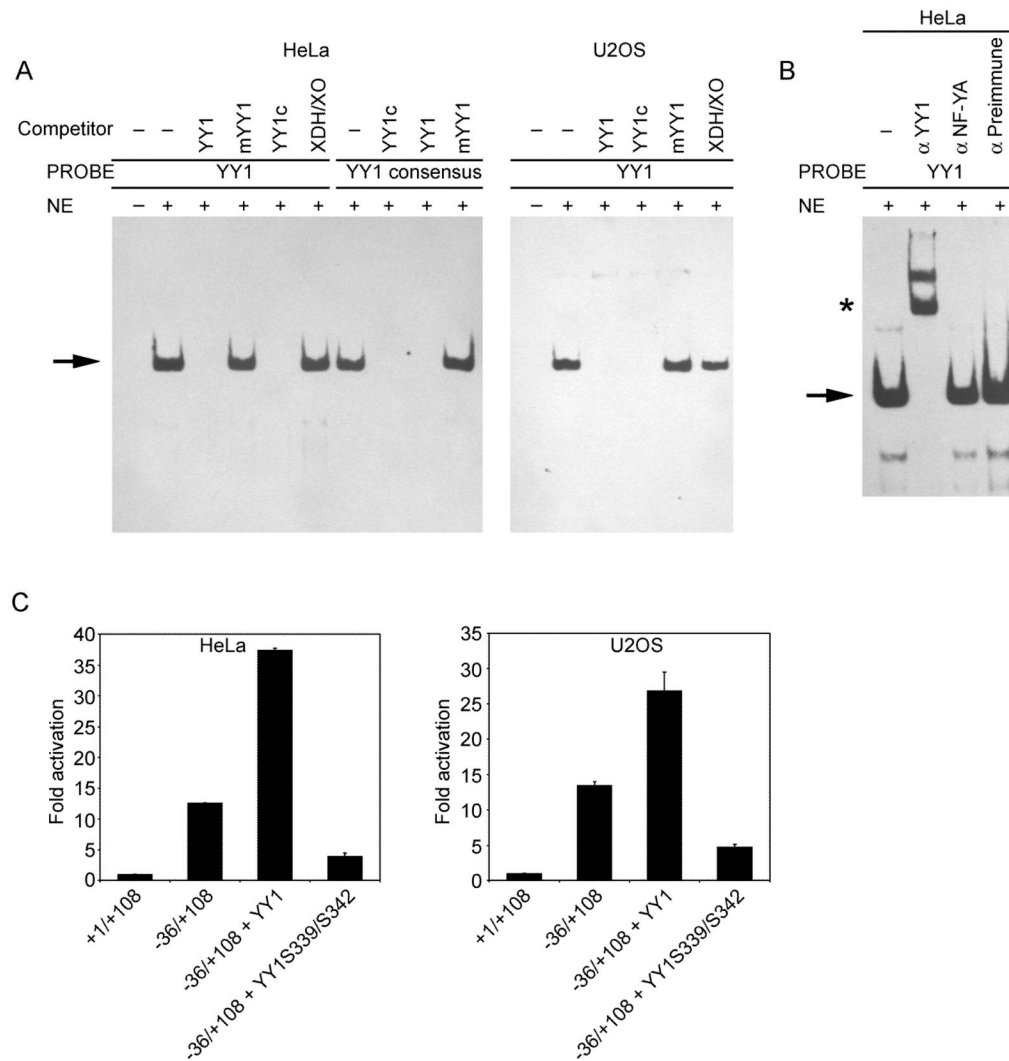 A
HeLa
U2OS
Competitor – – YY1 mYY1 YY1c XDH/XO – YY1c YY1 mYY1 – – YY1 YY1c mYY1 XDH/XO
PROBE YY1 YY1 consensus YY1
NE – + + + + + + + + + – + + + + +
B
HeLa
– α YY1 α NF-YA α Preimmune
PROBE YY1
NE + + + +
*
C
HeLa
Fold activation
40
35
30
25
20
15
10
5
0
+1/+108
-36/+108
-36/+108 + YY1
-36/+108 + YY1S339/S342
U2OS
Fold activation
35
30
25
20
15
10
5
0
+1/+108
-36/+108
-36/+108 + YY1
-36/+108 + YY1S339/S342